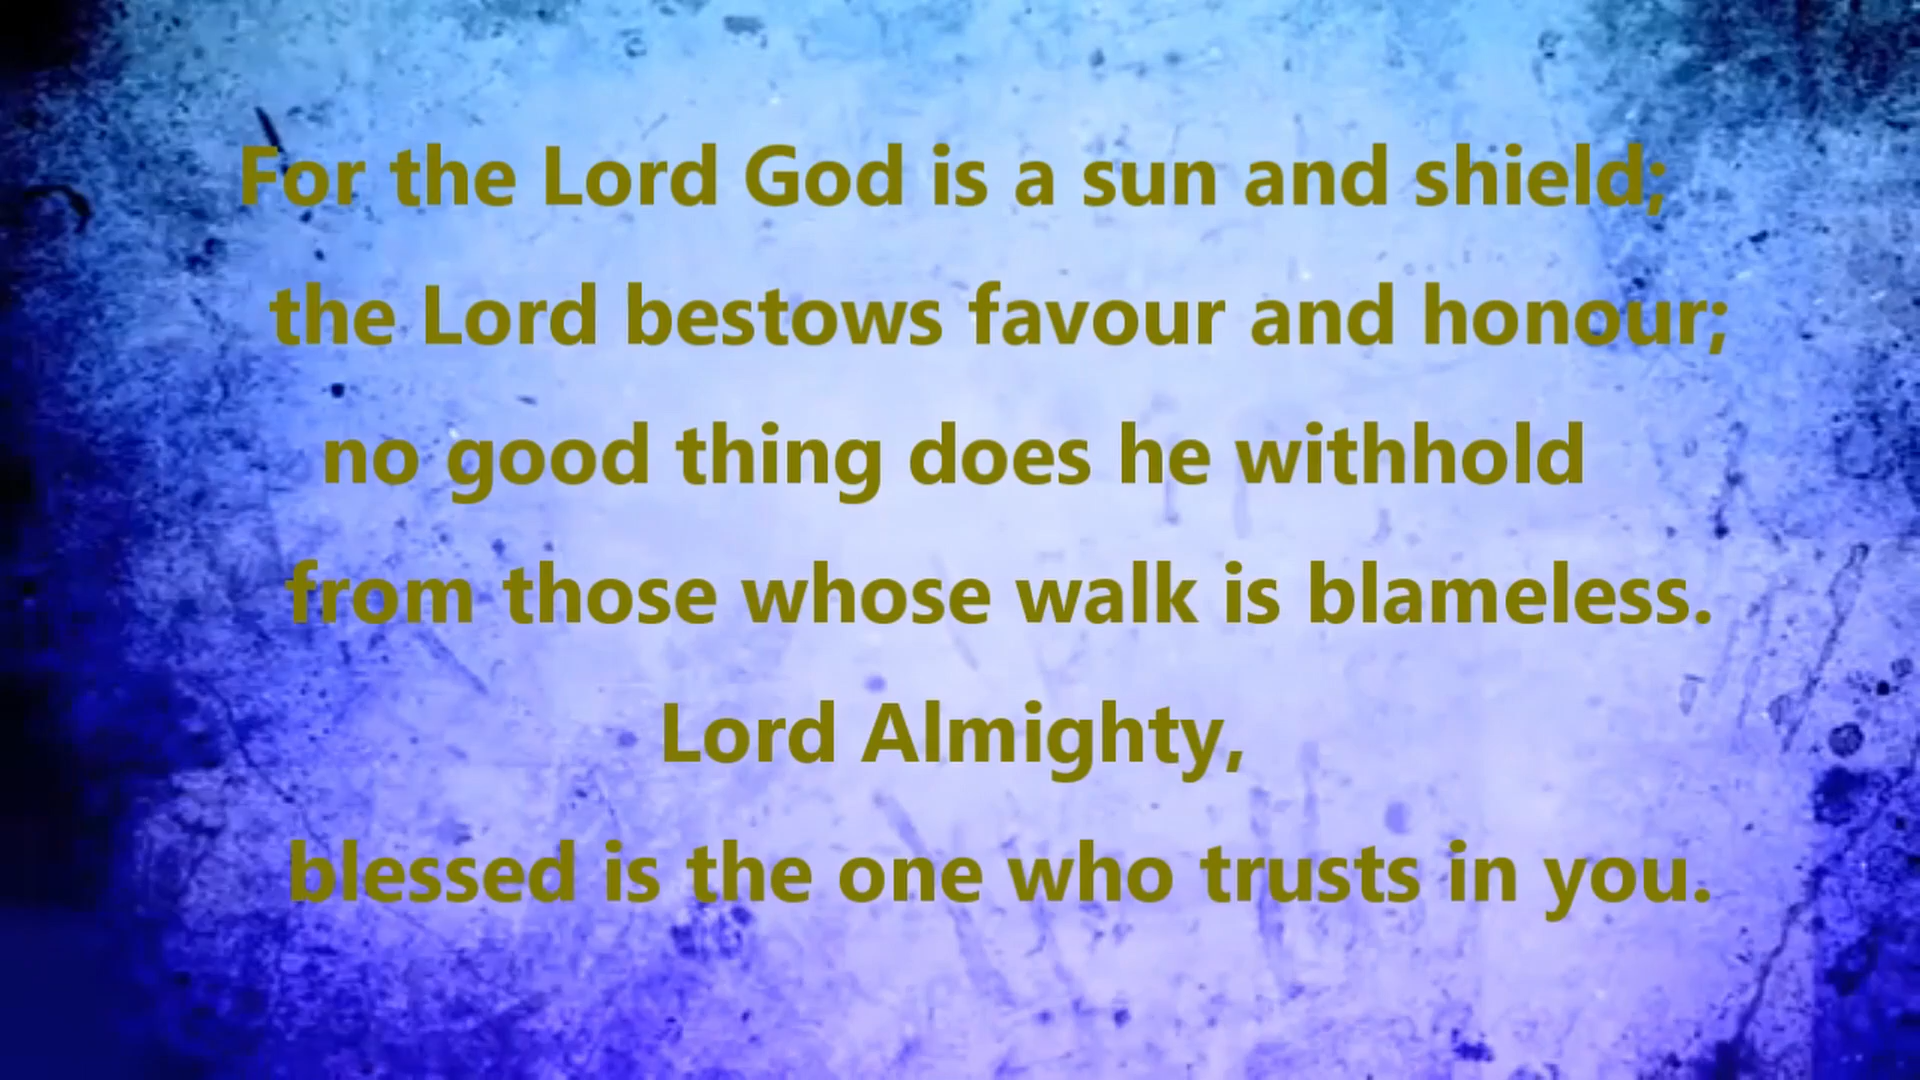 For the Lord God is a sun and shield;
the Lord bestows favour and honour;
no good thing does he withhold
from those whose walk is blameless.
Lord Almighty,
blessed is the one who trusts in you.